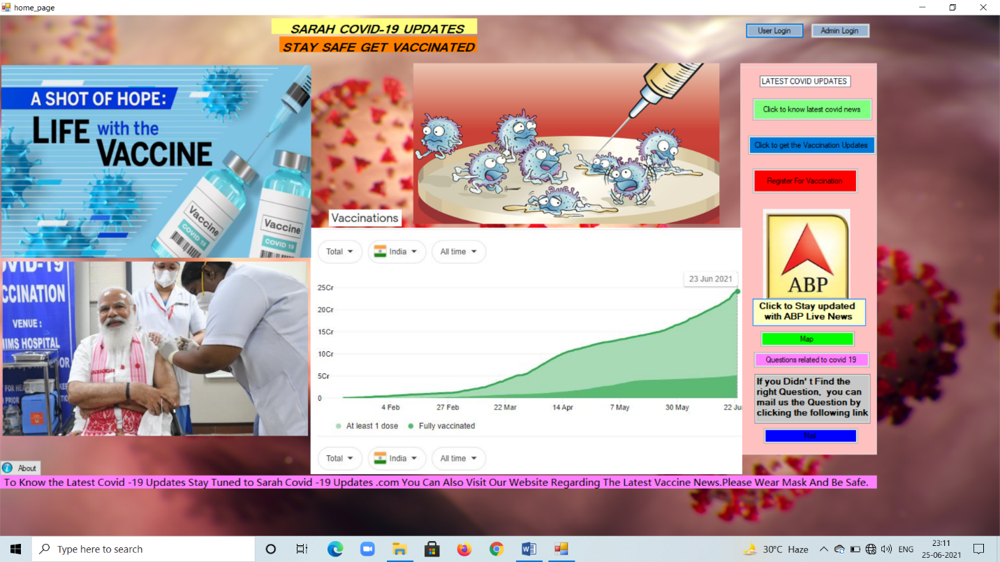 home_page
SARAH COVID-19 UPDATES
STAY SAFE GET VACCINATED
User Login
Admin Login
A SHOT OF HOPE:
LIFE with the
VACCINE
Vaccine
COVID 19
Vaccine
COVID 19
LATEST COVID UPDATES
Click to know latest covid news
Click to get the Vaccination Updates
Register For Vaccination
ABP
Click to Stay updated
with ABP Live News
Map
Questions related to covid 19
If you Didn' t Find the
right Question, you can
mail us the Question by
clicking the following link
Mail
Vaccinations
Total
India
All time
23 Jun 2021
25Cr
20Cr
15Cr
10Cr
5Cr
0
4 Feb
27 Feb
22 Mar
14 Apr
7 May
30 May
22 Ju
At least 1 dose
Fully vaccinated
Total
India
All time
CCINATION
VENUE :
HOSPITAL
About
To Know the Latest Covid -19 Updates Stay Tuned to Sarah Covid -19 Updates .com You Can Also Visit Our Website Regarding The Latest Vaccine News.Please Wear Mask And Be Safe.
Type here to search
30°C Haze
ENG
23:11
25-06-2021